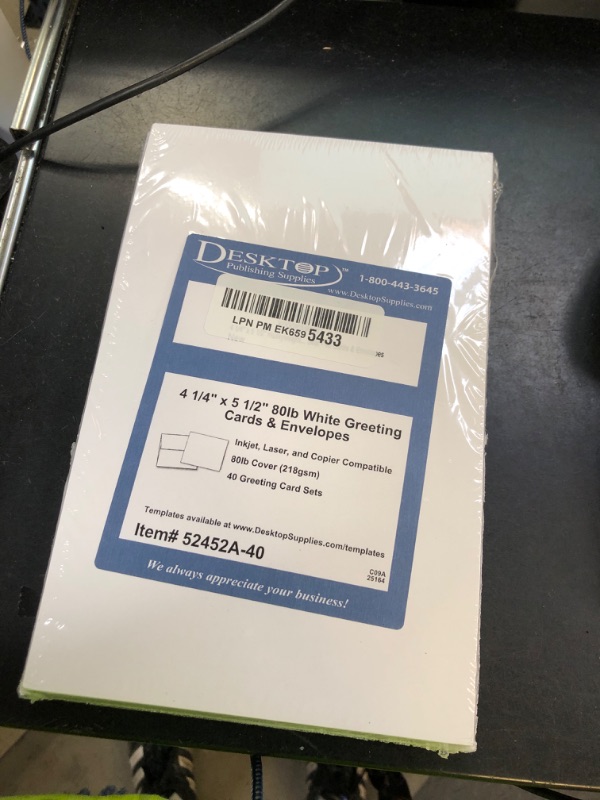 DESKTOP™
Publishing Supplies
1-800-443-3645
www.DesktopSupplies.com
LPN PM EK659 5433
4 1/4" x 5 1/2" 80lb White Greeting
Cards & Envelopes
Inkjet, Laser, and Copier Compatible
80lb Cover (218gsm)
40 Greeting Card Sets
Templates available at www.DesktopSupplies.com/templates
Item# 52452A-40
C09A
25164
We always appreciate your business!